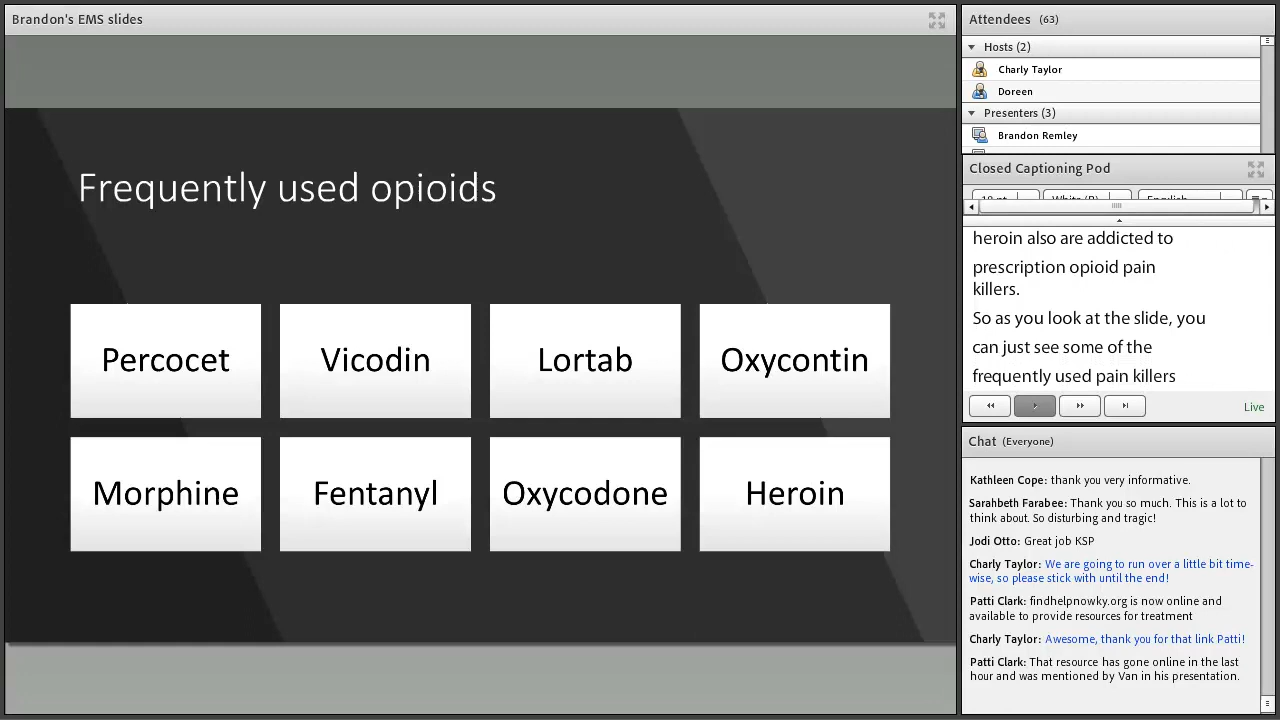 Brandon's EMS slides
Frequently used opioids
Percocet
Vicodin
Lortab
Oxycontin
Morphine
Fentanyl
Oxycodone
Heroin
Attendees (63)
Hosts (2)
Charly Taylor
Doreen
Presenters (3)
Brandon Remley
Closed Captioning Pod
heroin also are addicted to
prescription opioid pain
killers.
So as you look at the slide, you
can just see some of the
frequently used pain killers
Live
Chat (Everyone)
Kathleen Cope: thank you very informative.
Sarahbeth Farabee: Thank you so much. This is a lot to
think about. So disturbing and tragic!
Jodi Otto: Great job KSP
Charly Taylor: We are going to run over a little bit time-
wise, so please stick with until the end!
Patti Clark: findhelpnowky.org is now online and
available to provide resources for treatment
Charly Taylor: Awesome, thank you for that link Patti!
Patti Clark: That resource has gone online in the last
hour and was mentioned by Van in his presentation.